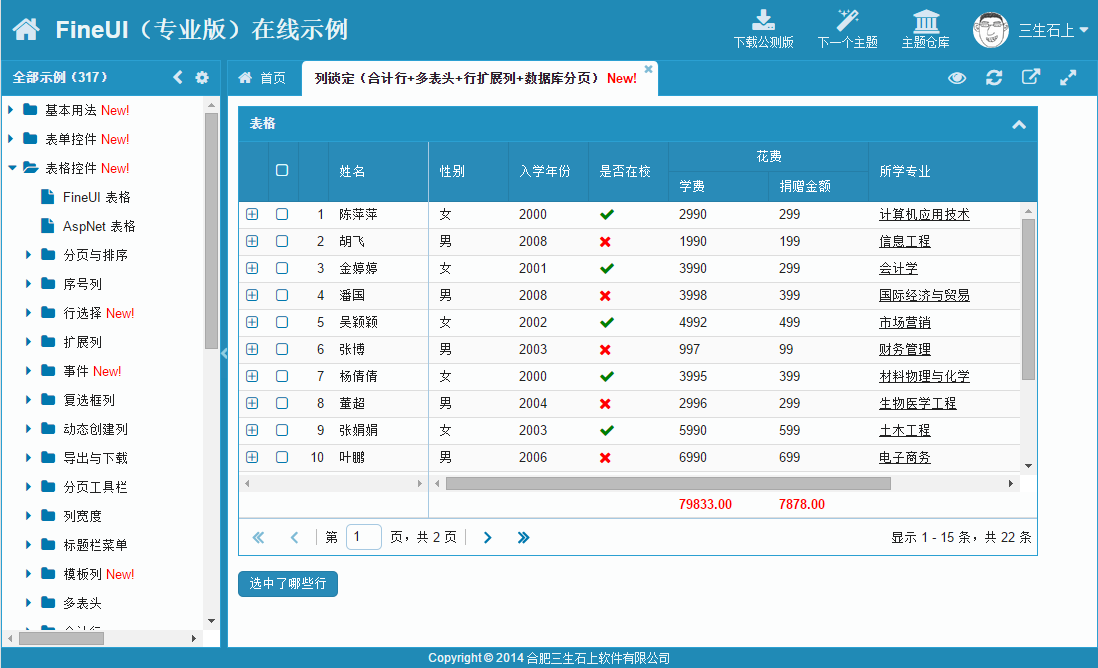 FineUI（专业版）在线示例
下载公测版 下一个主题 主题仓库 三生石上
全部示例（317）
首页 列锁定（合计行+多表头+行扩展列+数据库分页） New!
基本用法 New!
表单控件 New!
表格控件 New!
FineUI 表格
AspNet 表格
分页与排序
序号列
行选择 New!
扩展列
事件 New!
复选框列
动态创建列
导出与下载
分页工具栏
列宽度
标题栏菜单
模板列 New!
多表头
合计行
表格
姓名 性别 入学年份 是否在校 花费 所学专业
学费 捐赠金额
1 陈萍萍 女 2000 2990 299 计算机应用技术
2 胡飞 男 2008 1990 199 信息工程
3 金婷婷 女 2001 3990 299 会计学
4 潘国 男 2008 3998 399 国际经济与贸易
5 吴颖颖 女 2002 4992 499 市场营销
6 张博 男 2003 997 99 财务管理
7 杨倩倩 女 2000 3995 399 材料物理与化学
8 董超 男 2004 2996 299 生物医学工程
9 张娟娟 女 2003 5990 599 土木工程
10 叶鹏 男 2006 6990 699 电子商务
79833.00 7878.00
第 1 页，共 2 页 显示 1 - 15 条，共 22 条
选中了哪些行
Copyright © 2014 合肥三生石上软件有限公司